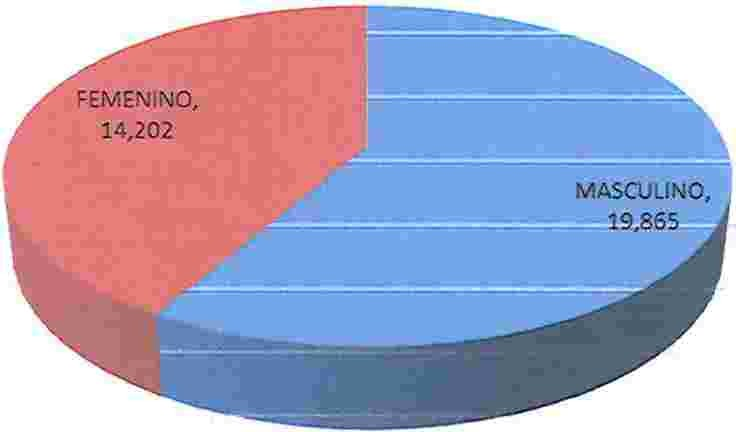 FEMENINO,
14,202
MASCULINO,
19,865